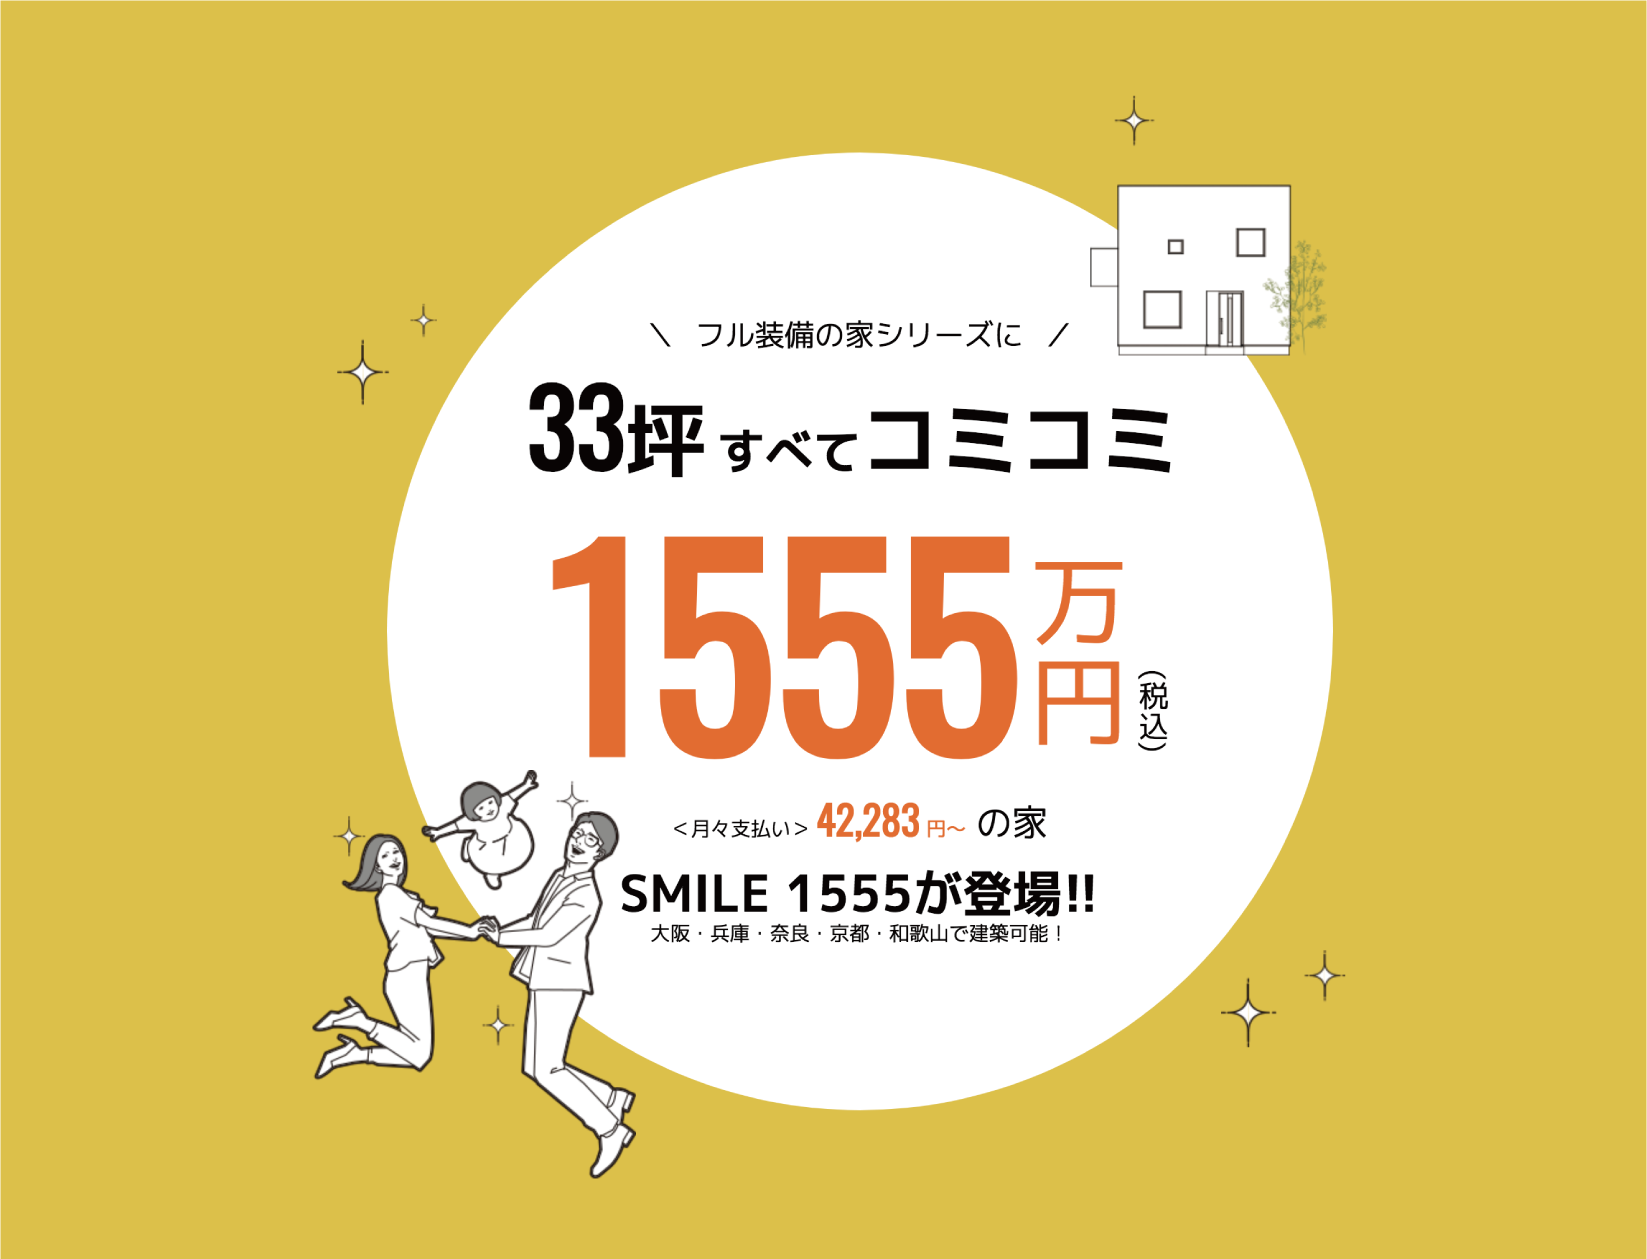 \ フル装備の家シリーズに /
33坪すべてコミコミ
1555万円(税込)
<月々支払い> 42,283円〜 の家
SMILE 1555が登場!!
大阪・兵庫・奈良・京都・和歌山で建築可能！